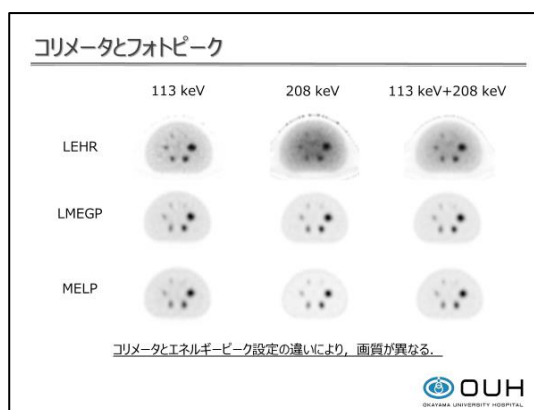 コリメータとフォトピーク
113 keV 208 keV 113 keV+208 keV
LEHR
LMEGP
MELP
コリメータとエネルギーピーク設定の違いにより，画質が異なる．
OUH
OKAYAMA UNIVERSITY HOSPITAL